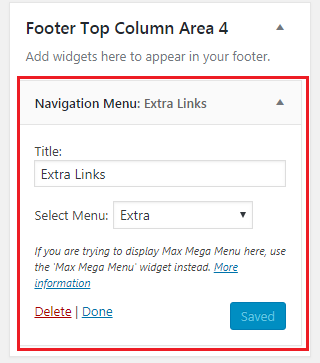 Footer Top Column Area 4
Add widgets here to appear in your footer.
Navigation Menu: Extra Links
Title:
Extra Links
Select Menu: Extra
If you are trying to display Max Mega Menu here, use
the 'Max Mega Menu' widget instead. More
information
Delete | Done
Saved